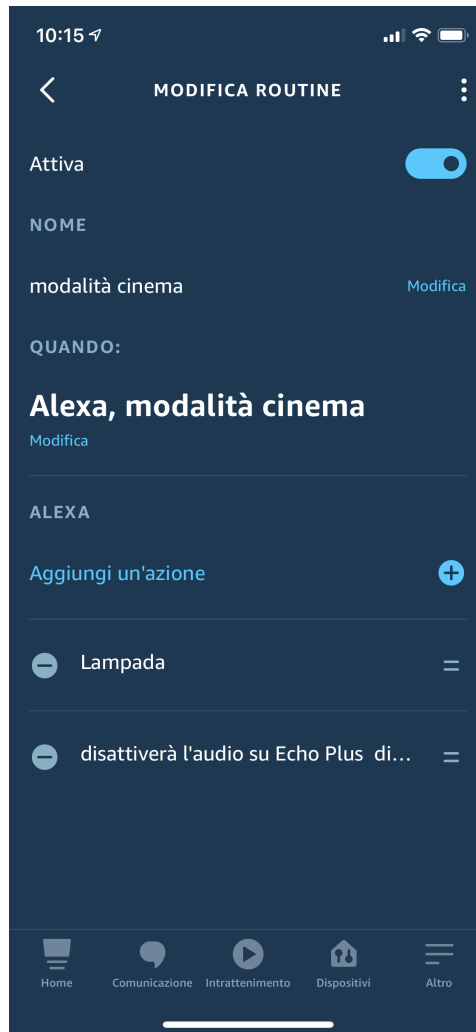 10:15
MODIFICA ROUTINE
Attiva
NOME
modalità cinema
Modifica
QUANDO:
Alexa, modalità cinema
Modifica
ALEXA
Aggiungi un'azione
Lampada
disattiverà l'audio su Echo Plus di...
Home Comunicazione Intrattenimento Dispositivi Altro